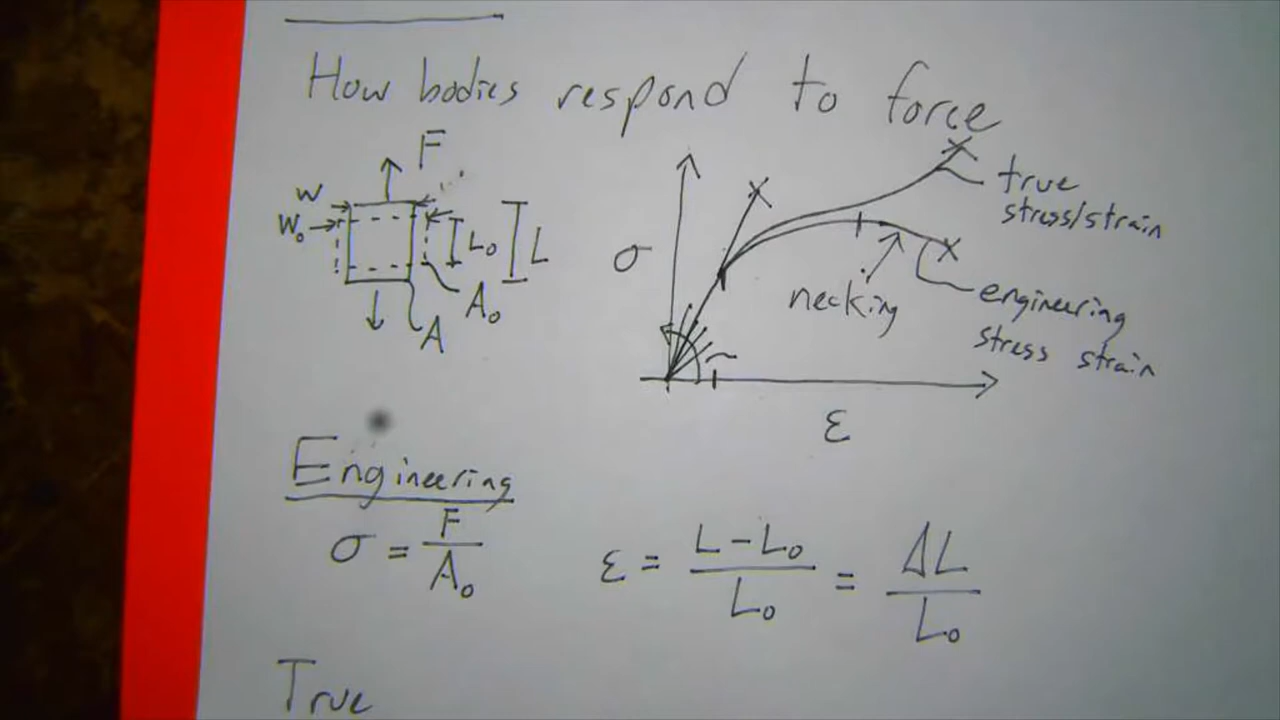 How bodies respond to force
F
w
W₀
L₀
L
A₀
A
σ
ε
true
stress/strain
necking
engineering
stress strain
Engineering
σ = F/A₀
ε = L-L₀/L₀ = ΔL/L₀
True